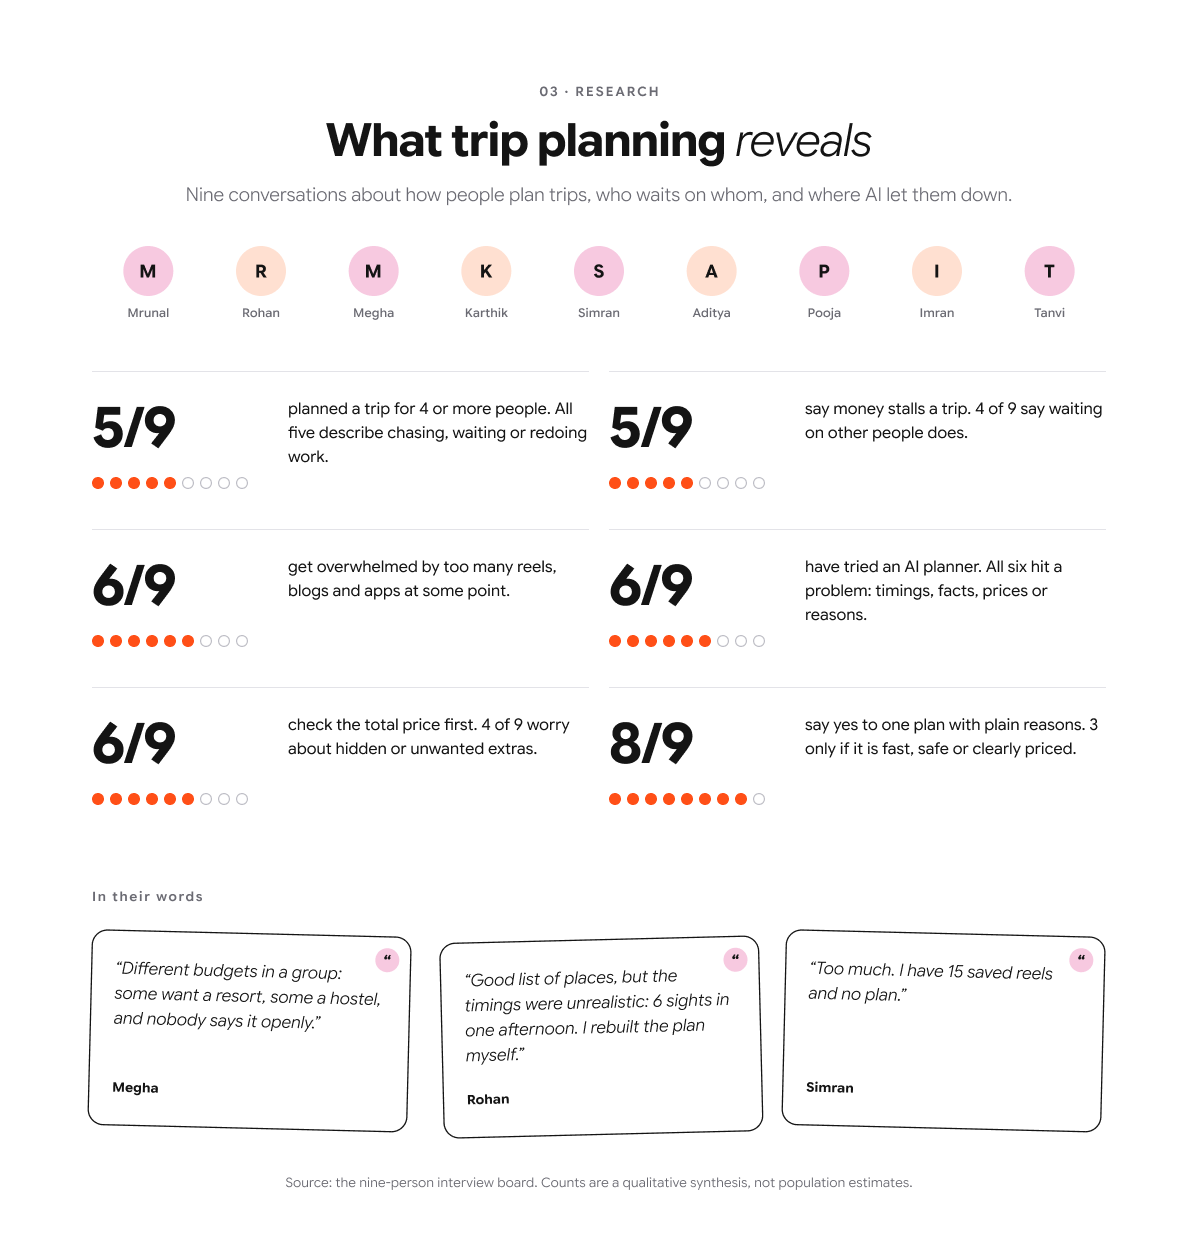 03 · RESEARCH
What trip planning reveals
Nine conversations about how people plan trips, who waits on whom, and where AI let them down.
M R M K S A P I T
Mrunal Rohan Megha Karthik Simran Aditya Pooja Imran Tanvi
5/9
planned a trip for 4 or more people. All
five describe chasing, waiting or redoing
work.
5/9
say money stalls a trip. 4 of 9 say waiting
on other people does.
6/9
get overwhelmed by too many reels,
blogs and apps at some point.
6/9
have tried an AI planner. All six hit a
problem: timings, facts, prices or
reasons.
6/9
check the total price first. 4 of 9 worry
about hidden or unwanted extras.
8/9
say yes to one plan with plain reasons. 3
only if it is fast, safe or clearly priced.
In their words
“
“Different budgets in a group:
some want a resort, some a hostel,
and nobody says it openly.”
Megha
“
“Good list of places, but the
timings were unrealistic: 6 sights in
one afternoon. I rebuilt the plan
myself.”
Rohan
“
“Too much. I have 15 saved reels
and no plan.”
Simran
Source: the nine-person interview board. Counts are a qualitative synthesis, not population estimates.